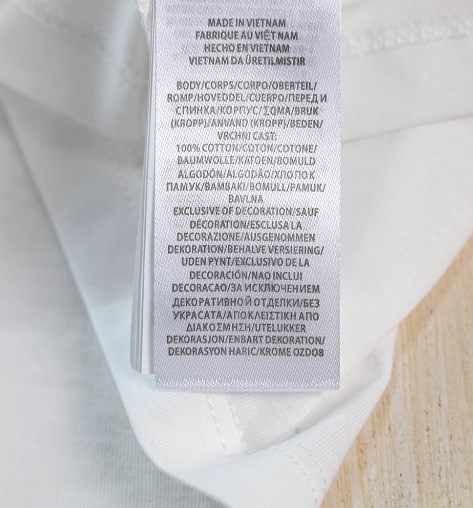 MADE IN VIETNAM
FABRIQUE AU VIỆT NAM
HECHO EN VIETNAM
VIETNAM DA ÜRETILMISTIR
BODY/CORPS/CORPO/OBERTEIL/
ROMP/HOVEDDEL/CUERPO/ПЕРЕД И
СПИНКА/КОРПУС/ΣΩΜΑ/BRUK
(KROPP)/ANVAND (KROPP)/BEDEN/
VRCHNI CAST:
100% COTTON/COTON/COTONE/
BAUMWOLLE/KATOEN/BOMULD
ALGODÓN/ALGODÃO/ХЛОПОК
ПАМУК/BAMBAKI/BOMULL/PAMUK/
BAVLNA
EXCLUSIVE OF DECORATION/SAUF
DÉCORATION/ESCLUSA LA
DECORAZIONE/AUSGENOMMEN
DEKORATION/BEHALVE VERSIERING/
UDEN PYNT/EXCLUSIVO DE LA
DECORACIÓN/NAO INCLUI
DECORACAO/ЗА ИСКЛЮЧЕНИЕМ
ДЕКОРАТИВНОЙ ОТДЕЛКИ/БЕЗ
УКРАСАТА/ΑΠΟΚΛΕΙΣΤΙΚΗ ΑΠΟ
ΔΙΑΚΟΣΜΗΣΗ/UTELUKKER
DEKORASJON/ENBART DEKORATION/
DEKORASYON HARIC/KROME OZDOB